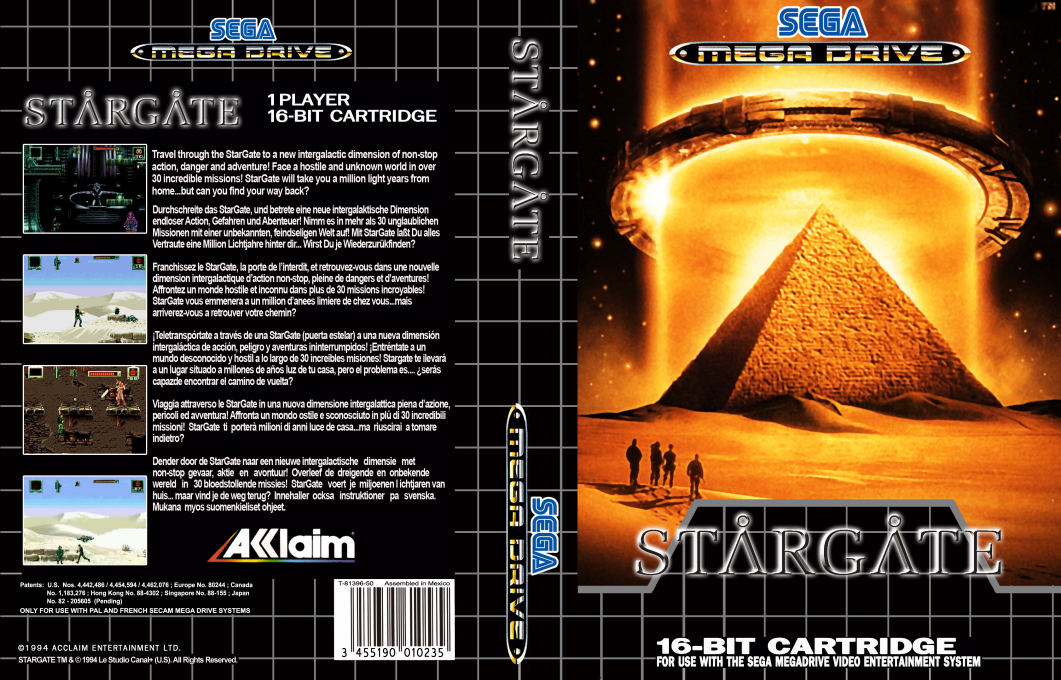 SEGA
MEGA DRIVE
STARGATE
1 PLAYER
16-BIT CARTRIDGE
Travel through the StarGate to a new intergalactic dimension of non-stop
action, danger and adventure! Face a hostile and unknown world in over
30 incredible missions! StarGate will take you a million light years from
home...but can you find your way back?
Durchschreite das StarGate, und betrete eine neue intergalaktische Dimension
endloser Action, Gefahren und Abenteuer! Nimm es in mehr als 30 unglaublichen
Missionen mit einer unbekannten, feindseligen Welt auf! Mit StarGate laßt Du alles
Vertraute eine Million Lichtjahre hinter dir... Wirst Du je Wiederzurükfinden?
Franchissez le StarGate, la porte de l'interdit, et retrouvez-vous dans une nouvelle
dimension intergalactique d'action non-stop, pleine de dangers et d'aventures!
Affrontez un monde hostile et inconnu dans plus de 30 missions incroyables!
StarGate vous emmenera a un million d'anees limiere de chez vous...mais
arriverez-vous a retrouver votre chemin?
¡Teletranspórtate a través de una StarGate (puerta estelar) a una nueva dimensión
intergaláctica de acción, peligro y aventuras ininterrumpidos! ¡Entréntate a un
mundo desconocido y hostil a lo largo de 30 increibles misiones! Stargate te ilevará
a un lugar situado a millones de años luz de tu casa, pero el problema es.... ¿serás
capazde encontrar el camino de vuelta?
Viaggía attraverso le StarGate in una nuova dimensione intergalattica piena d'azione,
pericoli ed avventura! Affronta un mondo ostile e sconosciuto in plù di 30 incredibili
missioni! StarGate ti porterà milioni di anni luce de casa...ma riuscirai a tomare
indietro?
Dender door de StarGate naar een nieuwe intergalactische dimensie met
non-stop gevaar, aktie en avontuur! Overleef de dreigende en onbekende
wereld in 30 bloedstollende missies! StarGate voert je miljoenen l ichtjaren van
huis... maar vind je de weg terug? Innehaller ocksa instruktioner pa svenska.
Mukana myos suomenkieliset ohjeet.
AKKlaim
Patents: U.S. Nos. 4,442,486 / 4,454,594 / 4,462,076 ; Europe No. 80244 ; Canada
No. 1,183,276 ; Hong Kong No. 88-4302 ; Singapore No. 88-155 ; Japan
No. 82 - 205605 (Pending)
ONLY FOR USE WITH PAL AND FRENCH SECAM MEGA DRIVE SYSTEMS
©1994 ACCLAIM ENTERTAINMENT LTD.
STARGATE TM & © 1994 Le Studio Canal+ (U.S). All Rights Reserved.
T-81396-50 Assembled in Mexico
3 455190 010235
STARGATE
MEGA DRIVE
SEGA
TM
SEGA
MEGA DRIVE
STARGATE
16-BIT CARTRIDGE
FOR USE WITH THE SEGA MEGADRIVE VIDEO ENTERTAINMENT SYSTEM